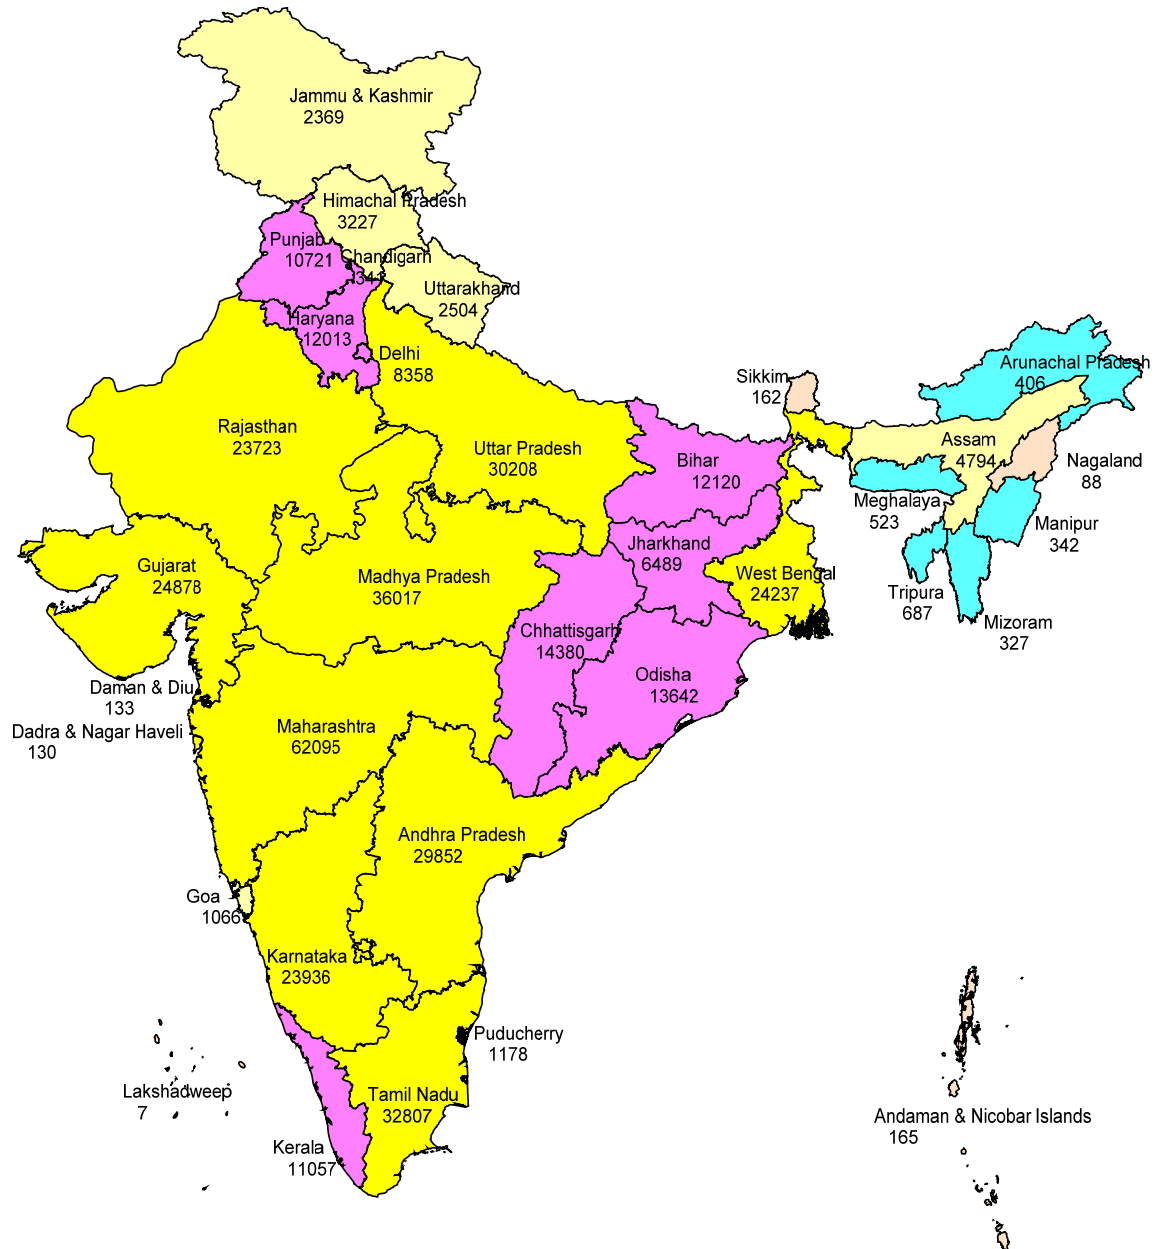 Jammu & Kashmir
2369
Himachal Pradesh
3227
Punjab
10721
Chandigarh
341
Uttarakhand
2504
Haryana
12013
Delhi
8358
Arunachal Pradesh
406
Sikkim
162
Rajasthan
23723
Uttar Pradesh
30208
Bihar
12120
Assam
4794
Nagaland
88
Meghalaya
523
Manipur
342
Jharkhand
6489
Gujarat
24878
Madhya Pradesh
36017
West Bengal
24237
Tripura
687
Mizoram
327
Chhattisgarh
14380
Odisha
13642
Daman & Diu
133
Dadra & Nagar Haveli
130
Maharashtra
62095
Andhra Pradesh
29852
Goa
1066
Karnataka
23936
Puducherry
1178
Lakshadweep
7
Tamil Nadu
32807
Andaman & Nicobar Islands
165
Kerala
11057